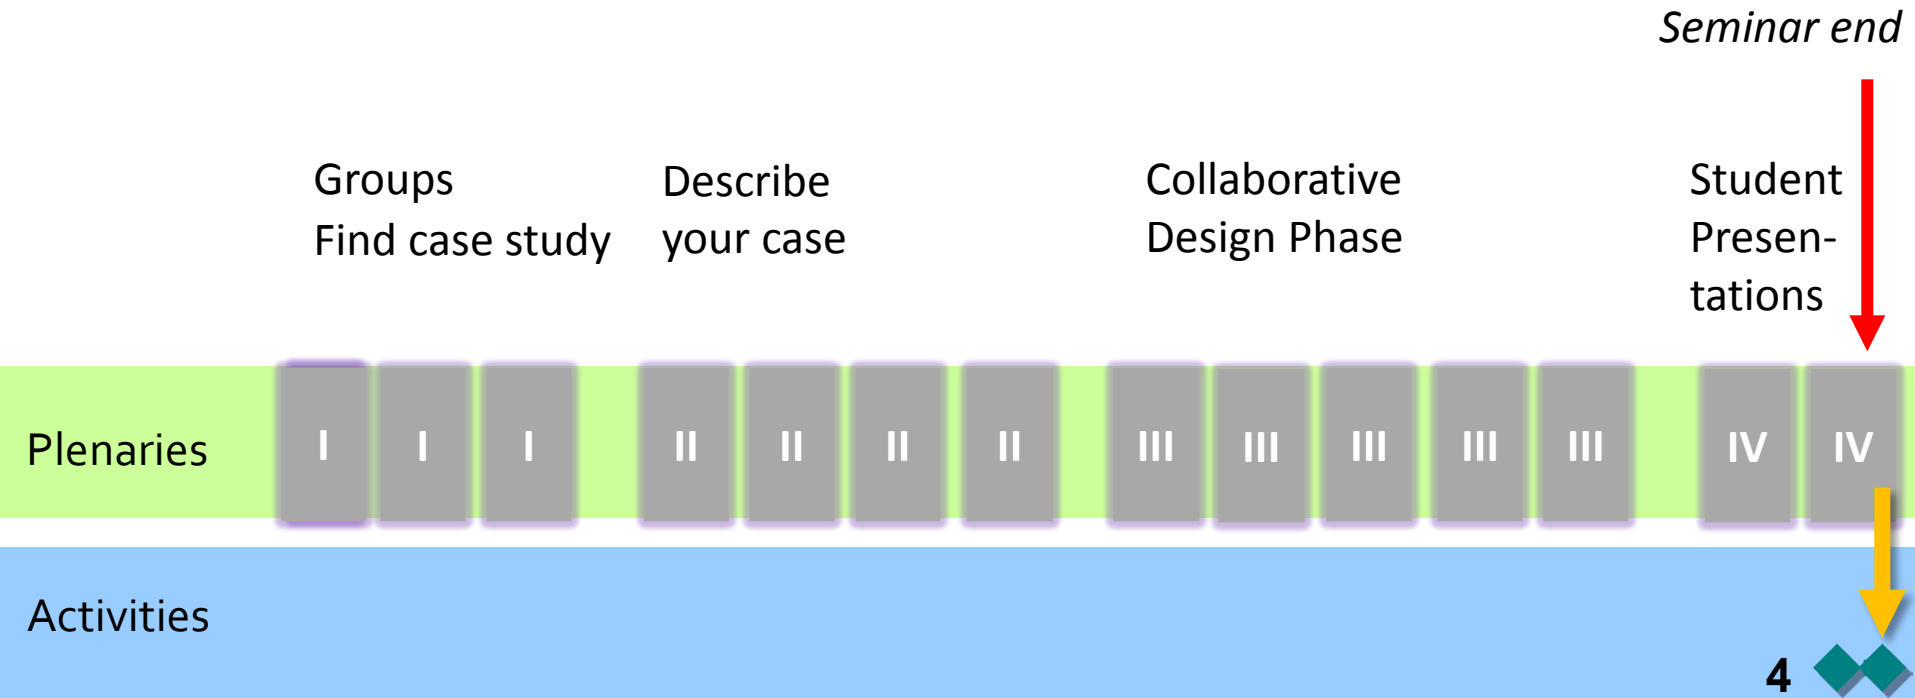 Seminar end
Groups
Find case study
Describe
your case
Collaborative
Design Phase
Student
Presen-
tations
Plenaries I I I II II II II III III III III III IV IV
Activities
4